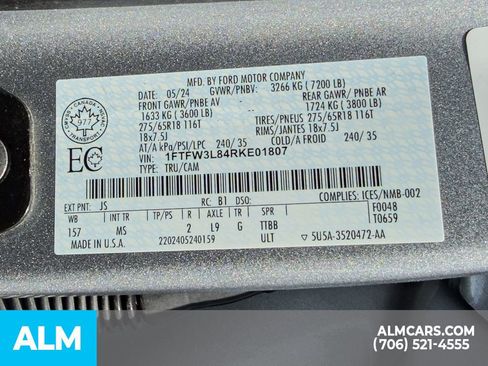 MFD. BY FORD MOTOR COMPANY
05/24 GVWR/PNBV: 3266 KG ( 7200 LB)
FRONT GAWR/PNBE AV REAR GAWR/PNBE AR
1633 KG ( 3600 LB) 1724 KG ( 3800 LB)
275/65R18 116T TIRES/PNEUS 275/65R18 116T
18x7.5J RIMS/JANTES 18x7.5J
AT/A kPa/PSI/LPC 240/ 35 COLD/A FROID 240/ 35
VIN: 1FTFW3L84RKE01807
TYPE: TRU/CAM
CANADA
977
TRANSPORT
EC
COMPLIES: ICES/NMB-002
EXT PNT: JS RC: B1 DSO: F0048
WB INT TR TP/PS R AXLE TR SPR T0659
157 MS 2 L9 G TTBB
MADE IN U.S.A. 2202405240159 ULT ▽ 5U5A-3520472-AA
ALM
ALMCARS.COM
(706) 521-4555